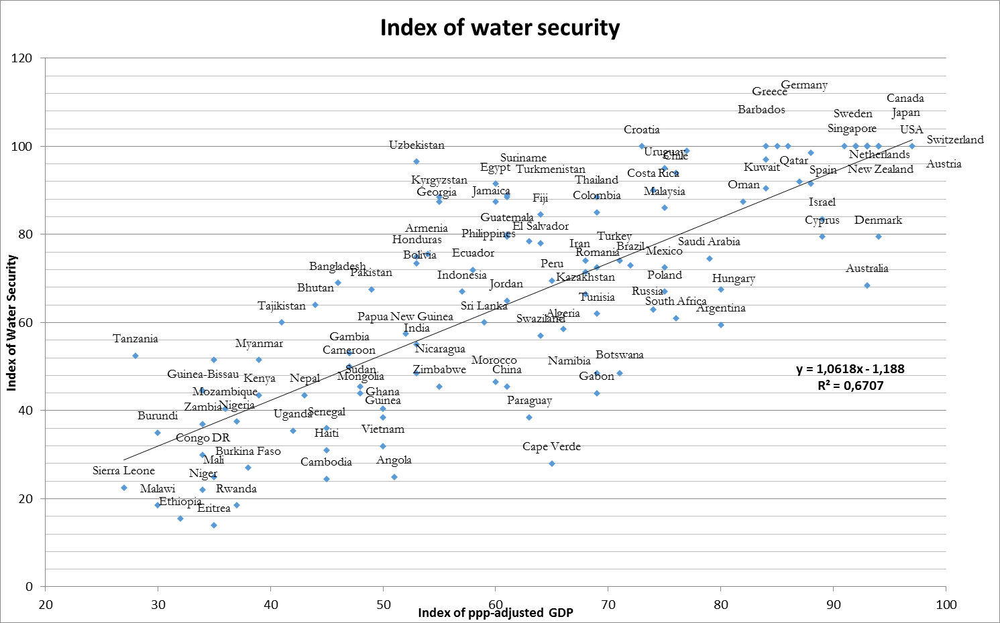 Index of water security
120
Germany
Greece
Canada
Barbados
Japan
Sweden
Singapore
USA
Croatia
Switzerland
100
Uzbekistan
Uruguay
Chile
Netherlands
Suriname
Qatar
Austria
Egypt
Turkmenistan
Kuwait
Spain
New Zealand
Costa Rica
Kyrgyzstan
Thailand
Oman
Georgia
Jamaica
Fiji
Colombia
Malaysia
Israel
Guatemala
Cyprus
Denmark
Armenia
El Salvador
80
Philippines
Honduras
Turkey
Saudi Arabia
Iran
Brazil
Bolivia
Ecuador
Romania
Mexico
Peru
Bangladesh
Pakistan
Indonesia
Kazakhstan
Poland
Hungary
Australia
Bhutan
Jordan
Russia
Tunisia
South Africa
Tajikistan
Sri Lanka
Argentina
Papua New Guinea
Swaziland
Algeria
60
India
Tanzania
Gambia
Myanmar
Cameroon
Nicaragua
Botswana
Morocco
Namibia
Sudan
Zimbabwe
China
y = 1,0618x - 1,188
Guinea-Bissau
Kenya
Nepal
Mongolia
Gabon
R² = 0,6707
Mozambique
Ghana
Zambia
Nigeria
Guinea
Paraguay
40
Burundi
Uganda
Senegal
Haiti
Vietnam
Congo DR
Burkina Faso
Cape Verde
Mali
Cambodia
Angola
Sierra Leone
Niger
Malawi
Rwanda
20
Ethiopia
Eritrea
0
Index of Water Security
20 30 40 50 60 70 80 90 100
Index of ppp-adjusted GDP